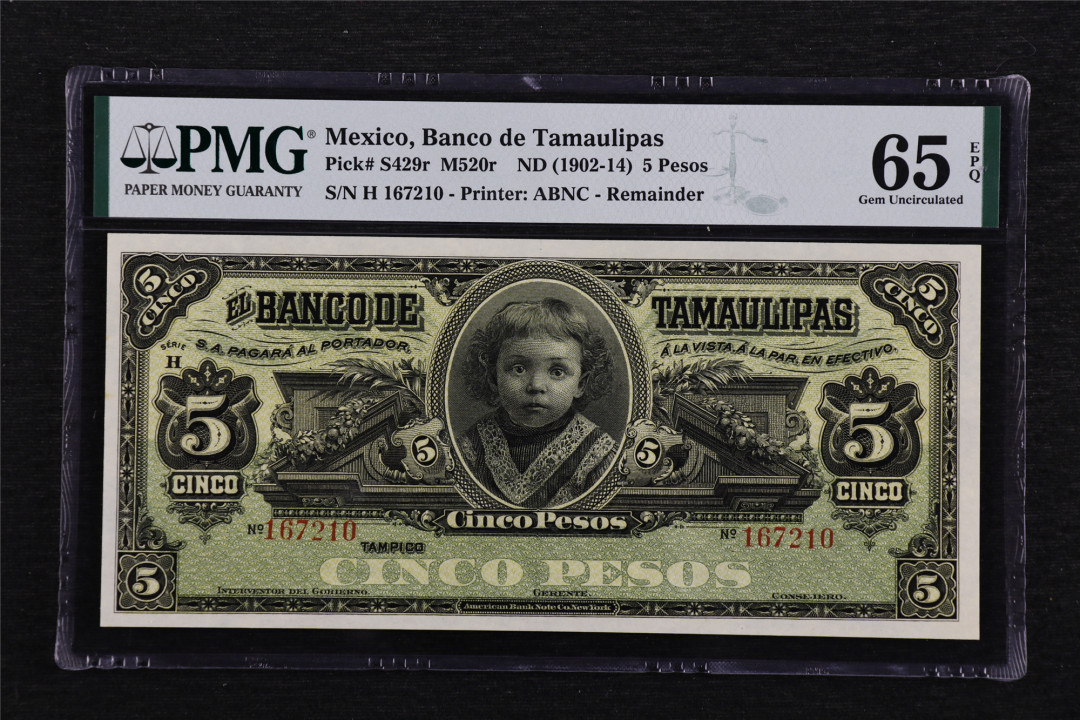 PMG®
PAPER MONEY GUARANTY
Mexico, Banco de Tamaulipas
Pick# S429r M520r ND (1902-14) 5 Pesos
S/N H 167210 - Printer: ABNC - Remainder
65 EPQ
Gem Uncirculated
5 CINCO
5 CINCO
EL BANCO DE TAMAULIPAS
SERIE H
S.A. PAGARÁ AL PORTADOR,
Á LA VISTA, Á LA PAR, EN EFECTIVO.
5 5 5 5
CINCO CINCO
CINCO PESOS
Nº 167210 Nº 167210
TAMPICO
CINCO PESOS
5 5
INTERVENTOR DEL GOBIERNO. GERENTE. CONSEJERO.
American Bank Note Co. New York